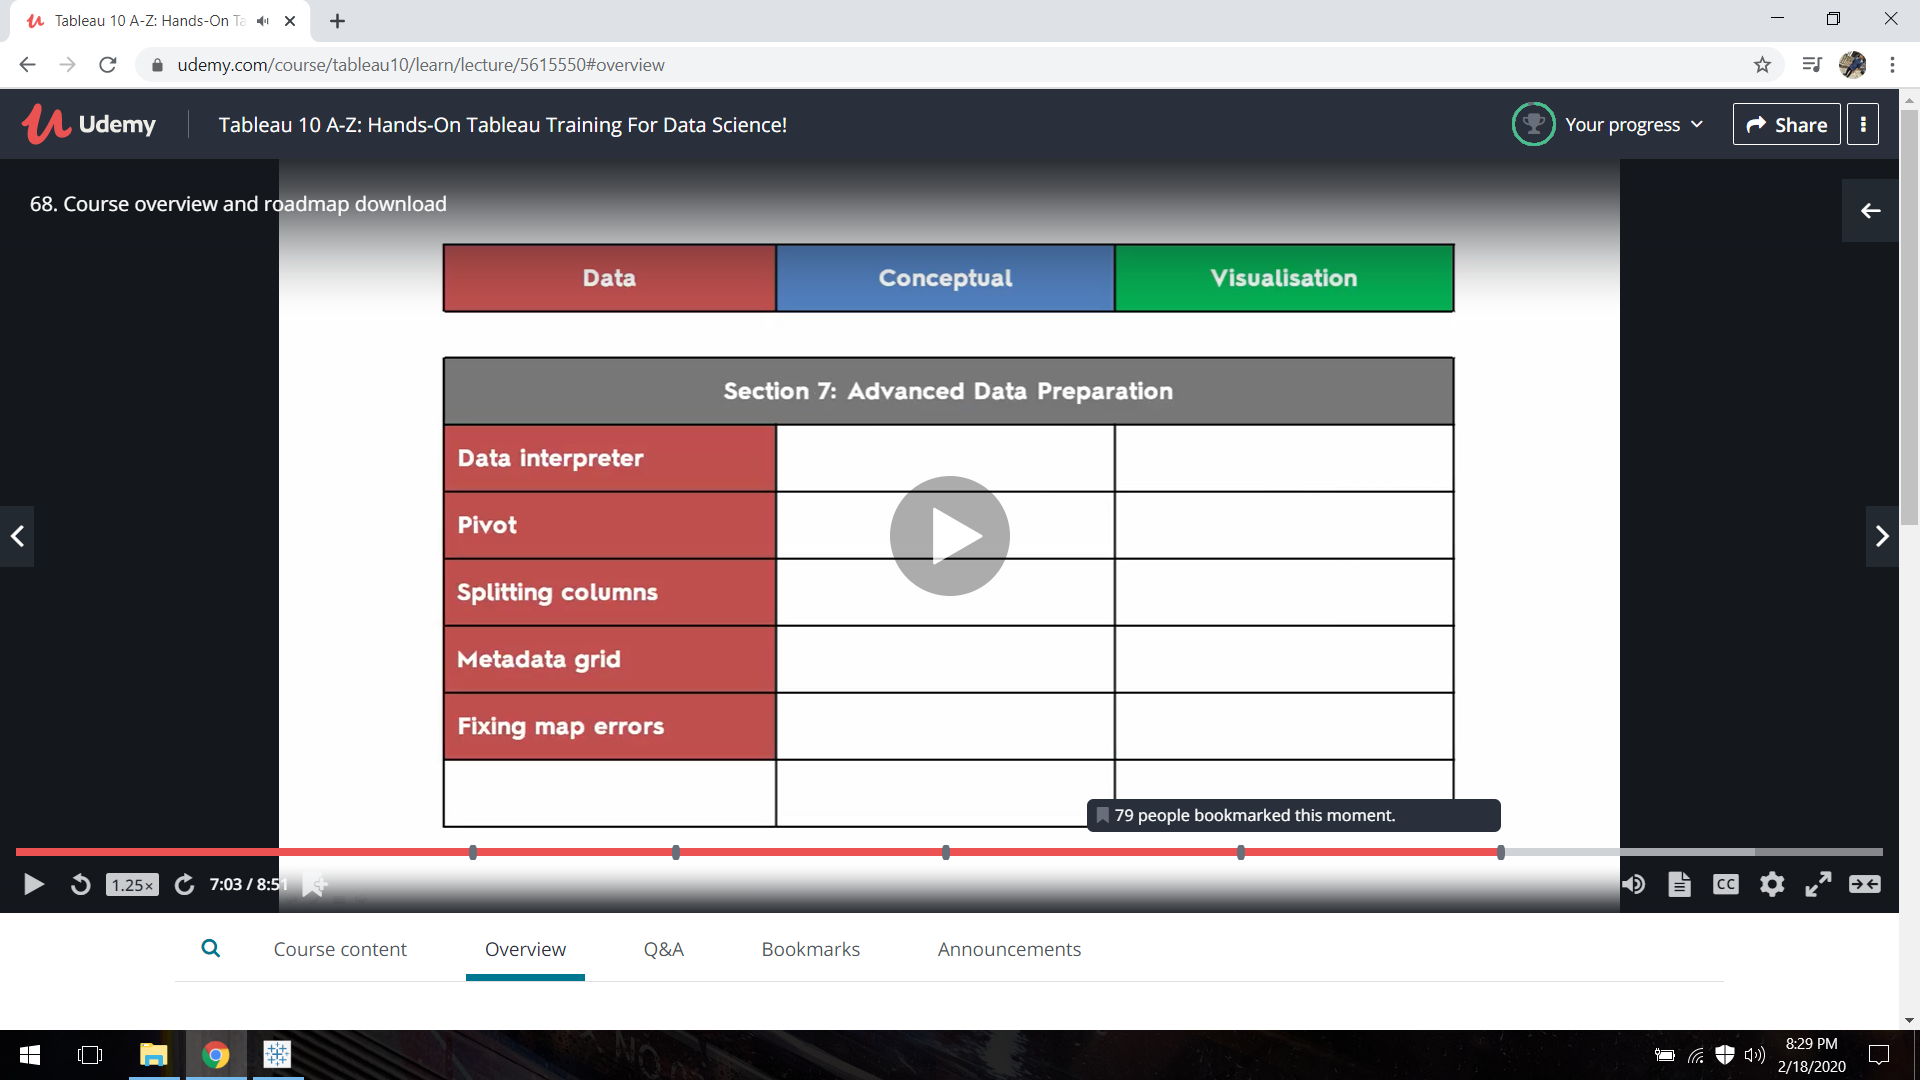 Tableau 10 A-Z: Hands-On Ta
udemy.com/course/tableau10/learn/lecture/5615550#overview
Udemy
Tableau 10 A-Z: Hands-On Tableau Training For Data Science!
Your progress
Share
68. Course overview and roadmap download
Data Conceptual Visualisation
Section 7: Advanced Data Preparation
Data interpreter
Pivot
Splitting columns
Metadata grid
Fixing map errors
79 people bookmarked this moment.
1.25× 7:03 / 8:51 CC
Course content Overview Q&A Bookmarks Announcements
8:29 PM
2/18/2020